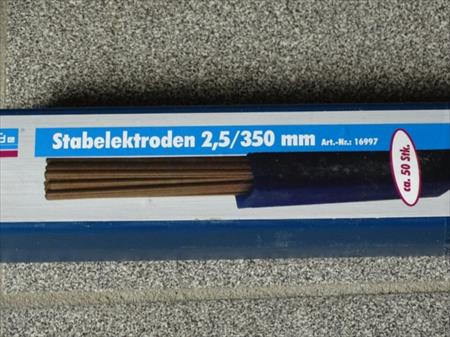 Stabelektroden 2,5/350 mm Art.-Nr.: 16997
ca. 50 Stk.